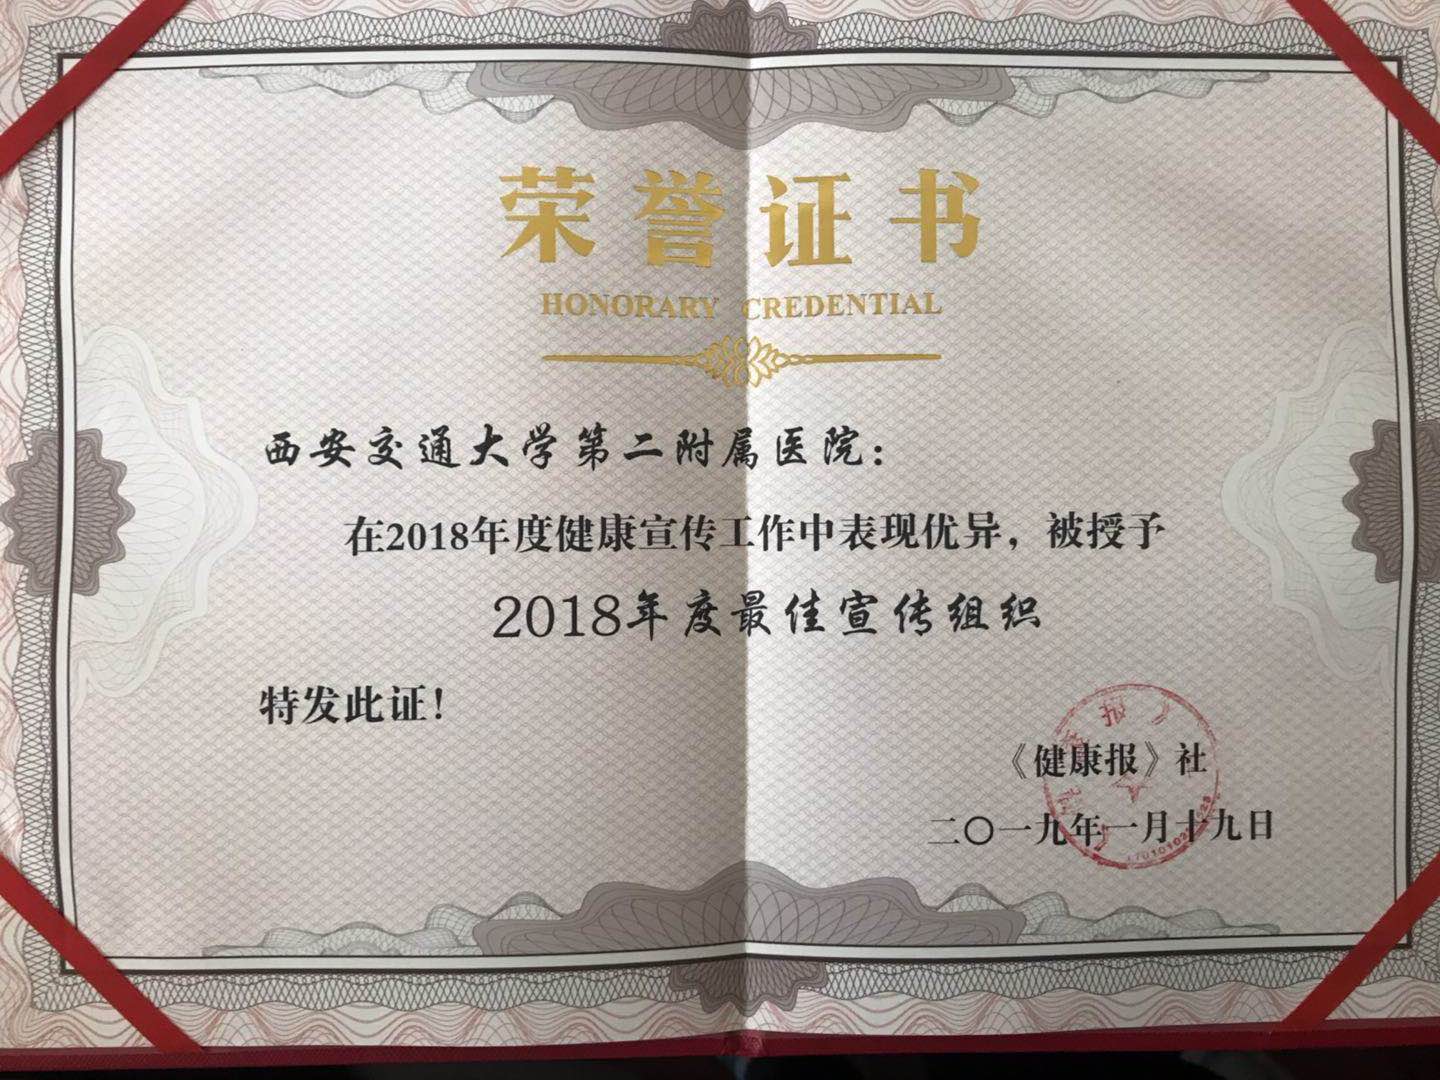 荣誉证书
HONORARY CREDENTIAL
西安交通大学第二附属医院：
在2018年度健康宣传工作中表现优异，被授予
2018年度最佳宣传组织
特发此证！
《健康报》社
二〇一九年一月十九日